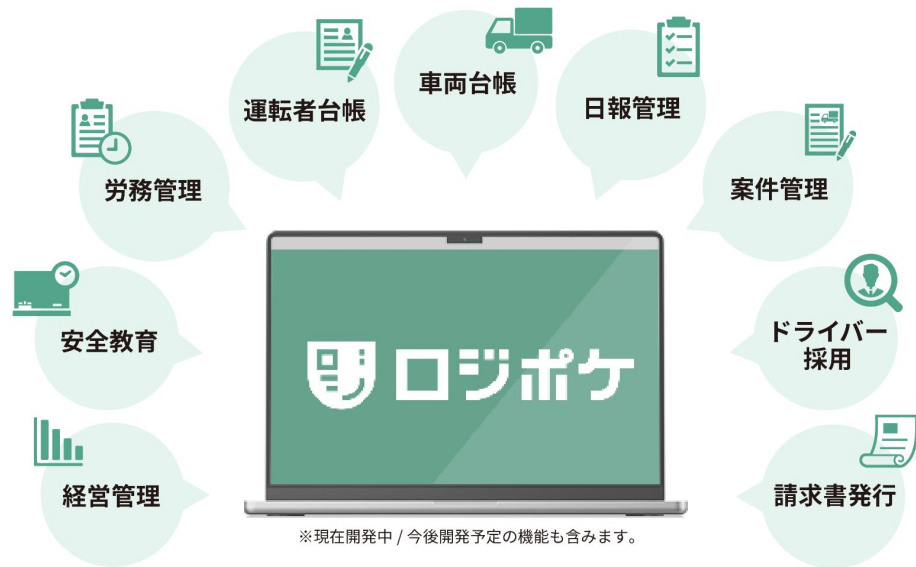 車両台帳
運転者台帳
日報管理
労務管理
案件管理
安全教育
ドライバー
採用
ロジポケ
経営管理
請求書発行
※現在開発中 / 今後開発予定の機能も含みます。